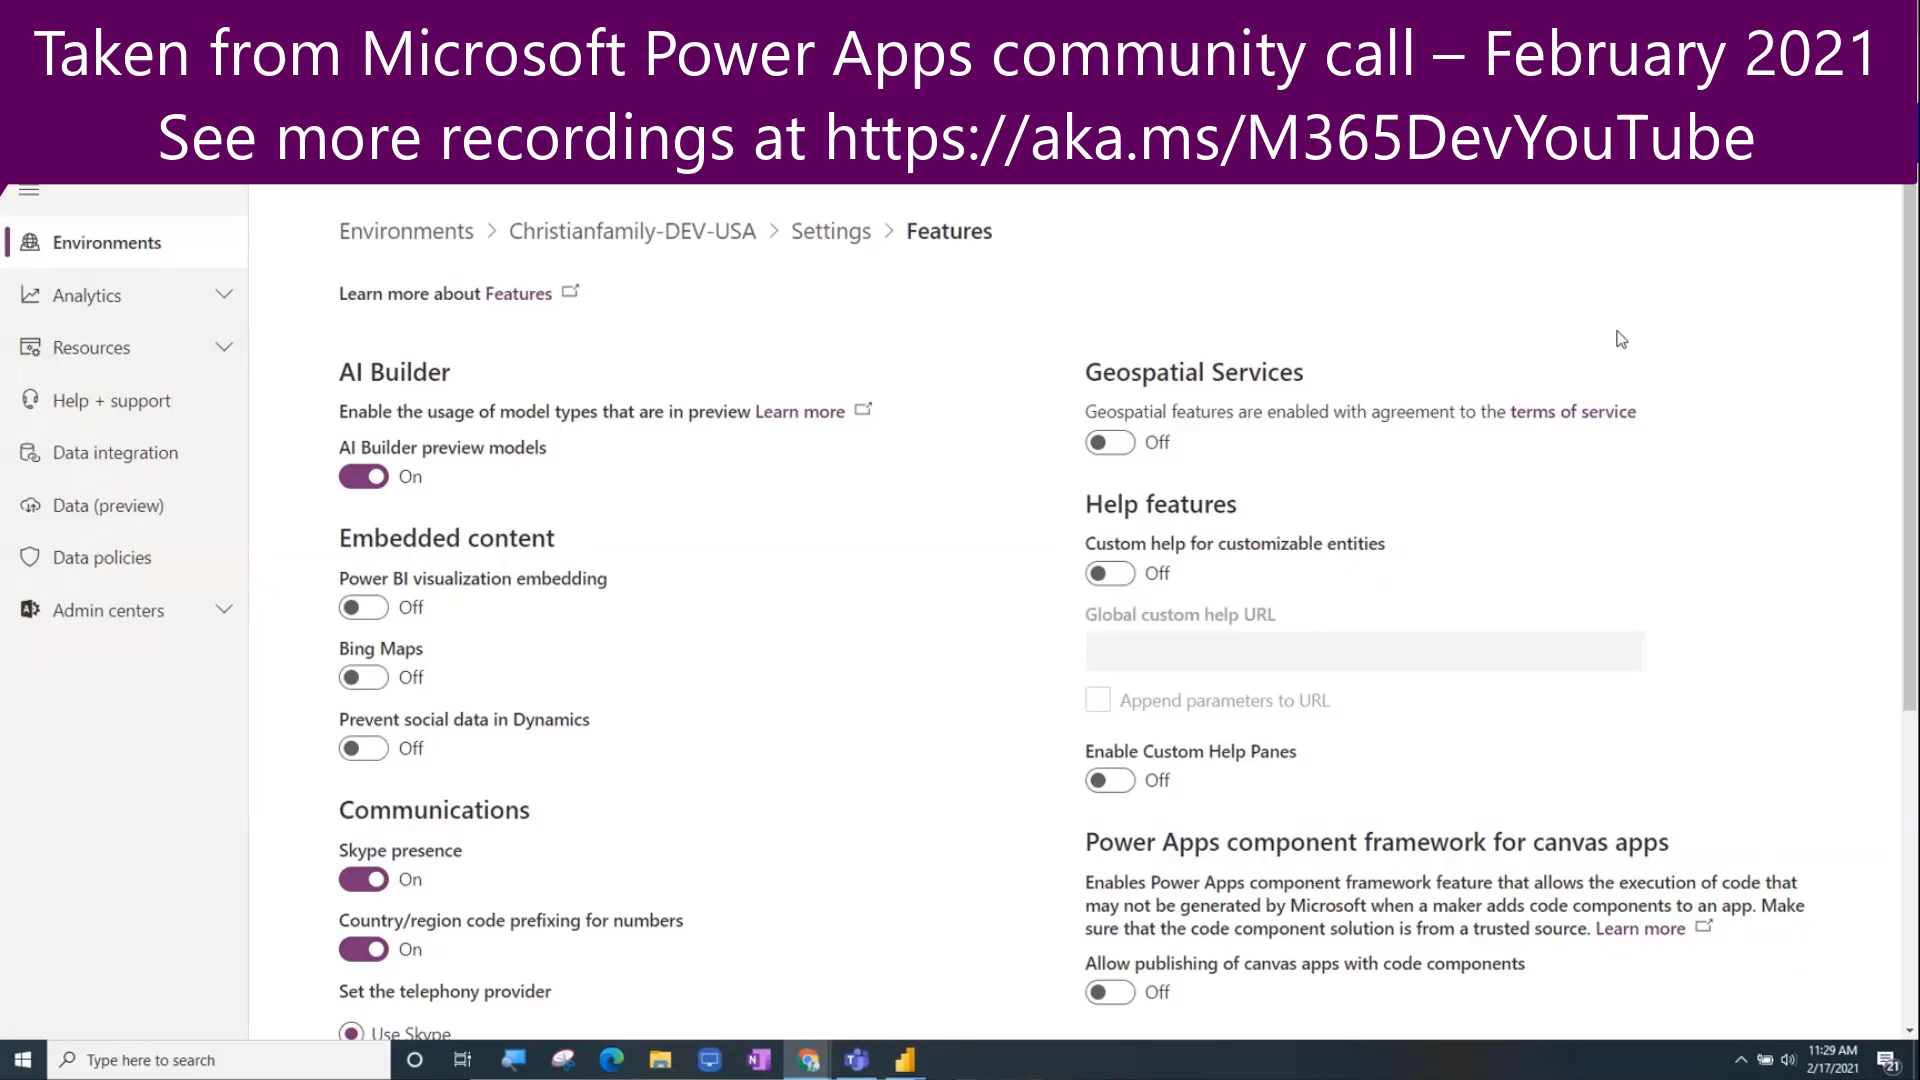 Taken from Microsoft Power Apps community call – February 2021
See more recordings at https://aka.ms/M365DevYouTube
Environments
Analytics
Resources
Help + support
Data integration
Data (preview)
Data policies
Admin centers
Environments > Christianfamily-DEV-USA > Settings > Features
Learn more about Features
AI Builder
Enable the usage of model types that are in preview Learn more
AI Builder preview models
On
Embedded content
Power BI visualization embedding
Off
Bing Maps
Off
Prevent social data in Dynamics
Off
Communications
Skype presence
On
Country/region code prefixing for numbers
On
Set the telephony provider
Use Skype
Geospatial Services
Geospatial features are enabled with agreement to the terms of service
Off
Help features
Custom help for customizable entities
Off
Global custom help URL
Append parameters to URL
Enable Custom Help Panes
Off
Power Apps component framework for canvas apps
Enables Power Apps component framework feature that allows the execution of code that
may not be generated by Microsoft when a maker adds code components to an app. Make
sure that the code component solution is from a trusted source. Learn more
Allow publishing of canvas apps with code components
Off
Type here to search
11:29 AM
2/17/2021
21